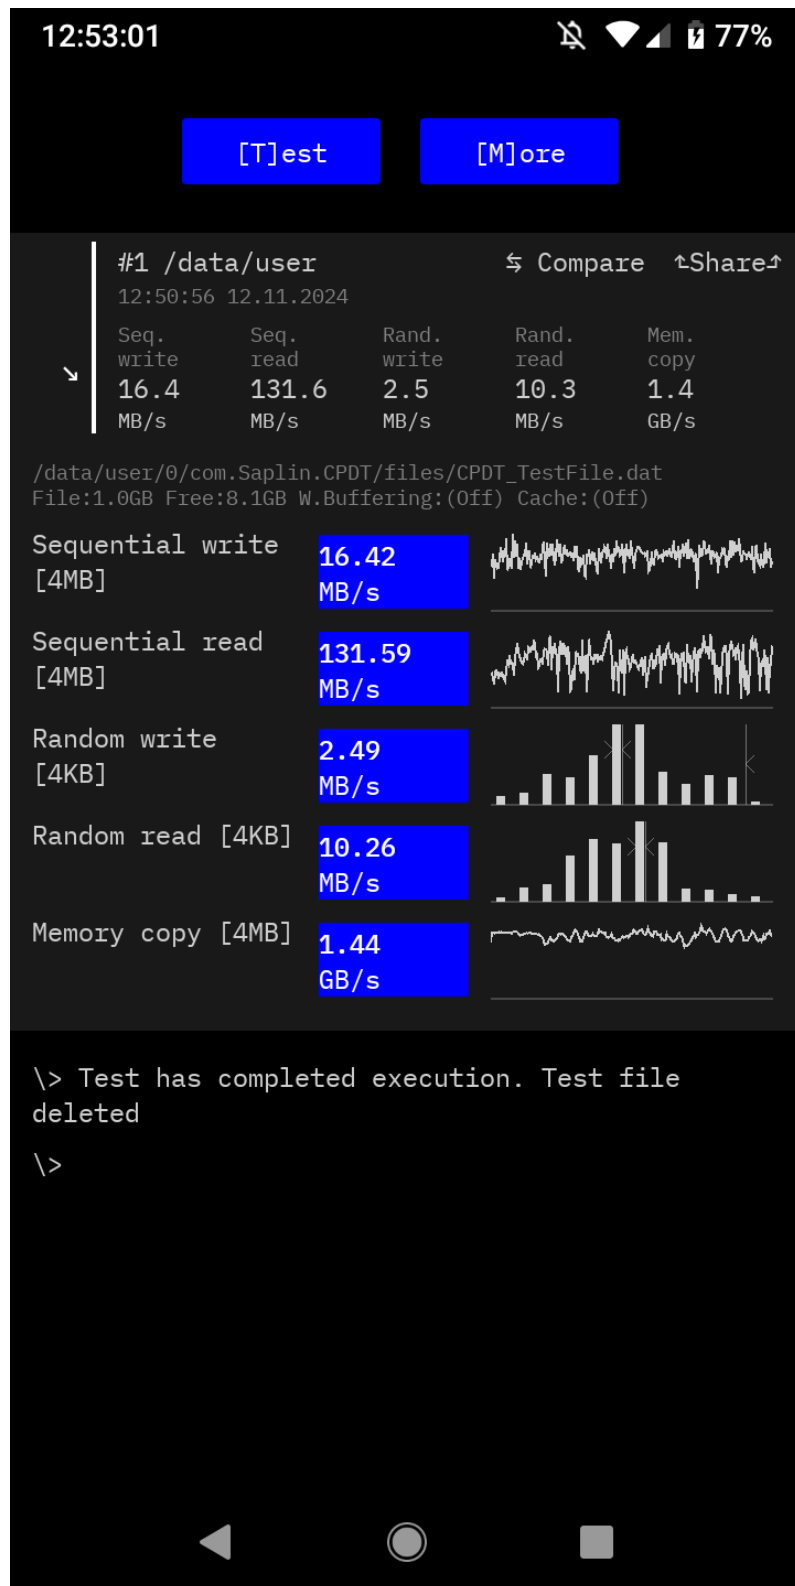 12:53:01 77%
[T]est [M]ore
#1 /data/user ⇆ Compare ⮤Share⮥
12:50:56 12.11.2024
Seq. Seq. Rand. Rand. Mem.
write read write read copy
↘ 16.4 131.6 2.5 10.3 1.4
MB/s MB/s MB/s MB/s GB/s
/data/user/0/com.Saplin.CPDT/files/CPDT_TestFile.dat
File:1.0GB Free:8.1GB W.Buffering:(Off) Cache:(Off)
Sequential write 16.42
[4MB] MB/s
Sequential read 131.59
[4MB] MB/s
Random write 2.49
[4KB] MB/s
Random read [4KB] 10.26
MB/s
Memory copy [4MB] 1.44
GB/s
\> Test has completed execution. Test file
deleted
\>